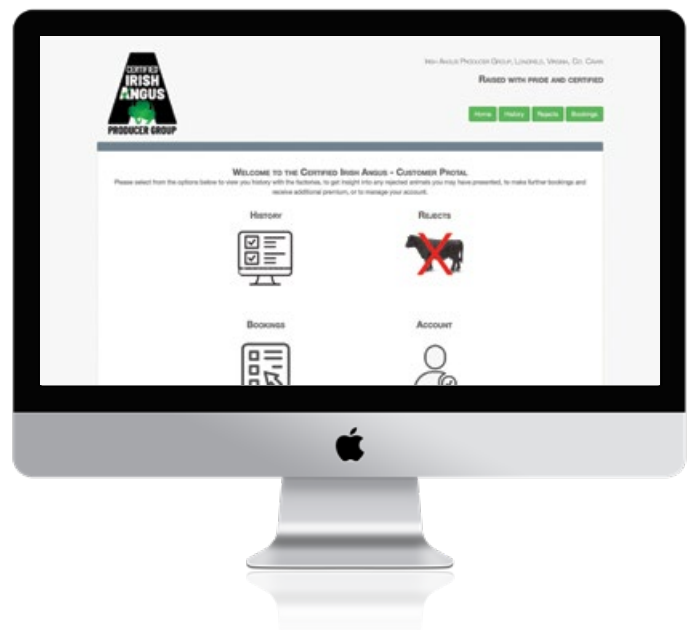 CERTIFIED
IRISH
ANGUS
PRODUCER GROUP
Irish Angus Producer Group, Longfield, Virginia, Co. Cavan
Raised with pride and certified
Home History Rejects Bookings
Welcome to the Certified Irish Angus - Customer Protal
Please select from the options below to view you history with the factories, to get insight into any rejected animals you may have presented, to make further bookings and
receive additional premium, or to manage your account.
History
Rejects
Bookings
Account